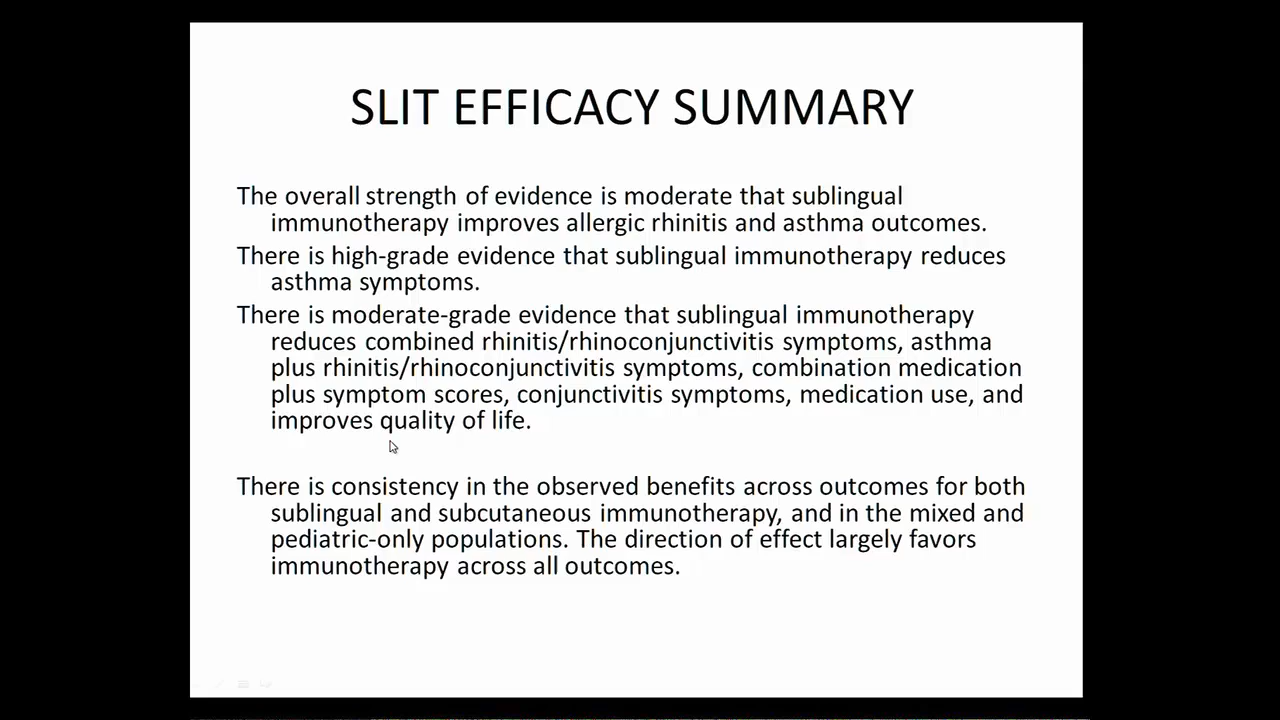 SLIT EFFICACY SUMMARY
The overall strength of evidence is moderate that sublingual
immunotherapy improves allergic rhinitis and asthma outcomes.
There is high-grade evidence that sublingual immunotherapy reduces
asthma symptoms.
There is moderate-grade evidence that sublingual immunotherapy
reduces combined rhinitis/rhinoconjunctivitis symptoms, asthma
plus rhinitis/rhinoconjunctivitis symptoms, combination medication
plus symptom scores, conjunctivitis symptoms, medication use, and
improves quality of life.
There is consistency in the observed benefits across outcomes for both
sublingual and subcutaneous immunotherapy, and in the mixed and
pediatric-only populations. The direction of effect largely favors
immunotherapy across all outcomes.